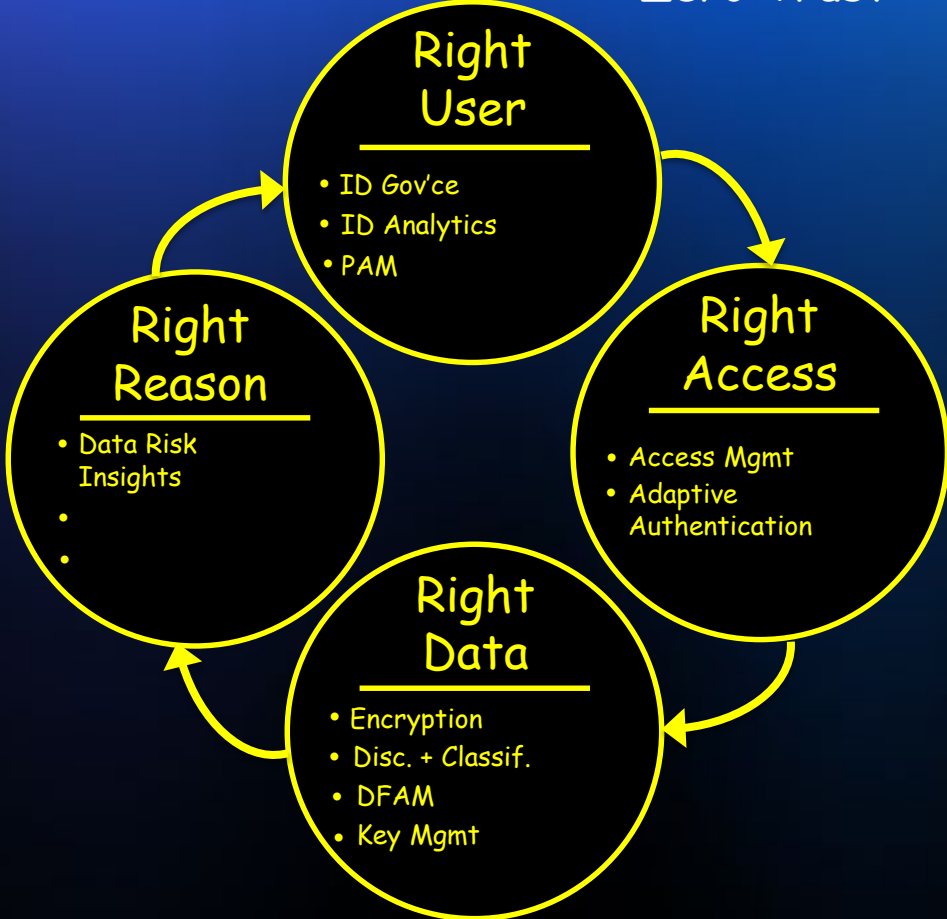 Right
User
• ID Gov'ce
• ID Analytics
• PAM
Right
Access
• Access Mgmt
• Adaptive
Authentication
Right
Data
• Encryption
• Disc. + Classif.
• DFAM
• Key Mgmt
Right
Reason
• Data Risk
Insights
•
•